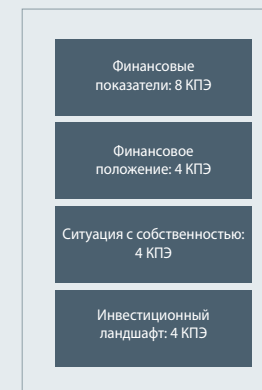 Финансовые
показатели: 8 КПЭ
Финансовое
положение: 4 КПЭ
Ситуация с собственностью:
4 КПЭ
Инвестиционный
ландшафт: 4 КПЭ